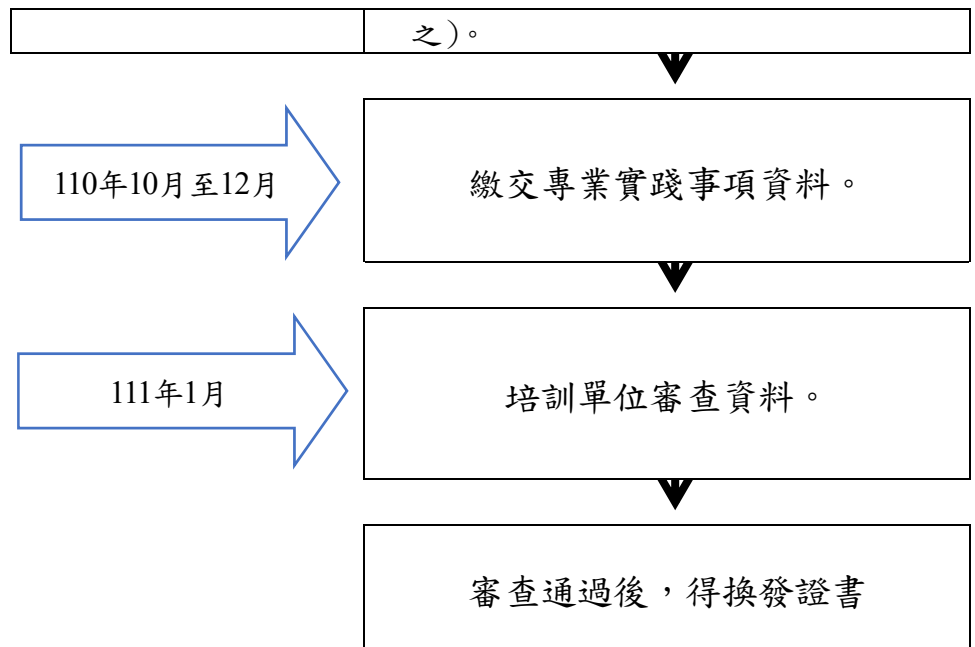 之)。
110年10月至12月
繳交專業實踐事項資料。
111年1月
培訓單位審查資料。
審查通過後,得換發證書